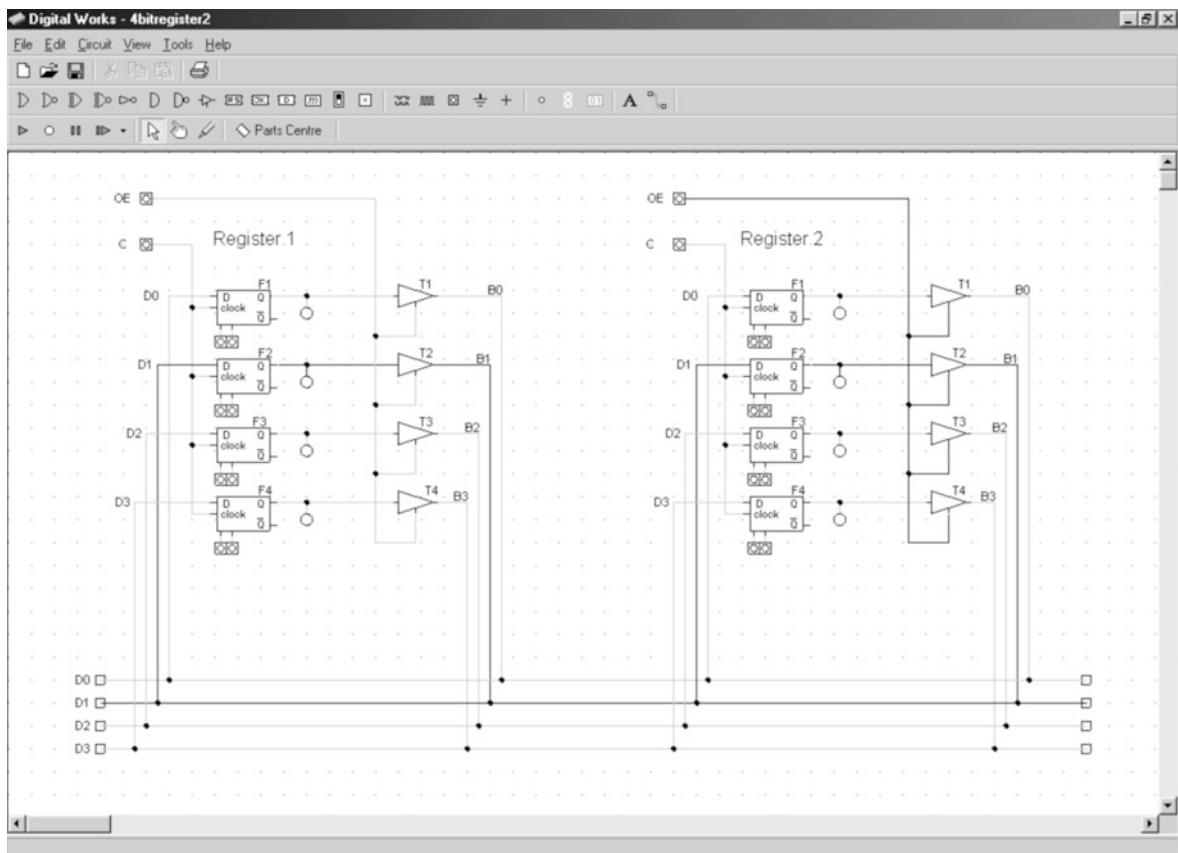 Digital Works - 4bitregister2
File Edit Circuit View Tools Help
A
Parts Centre
OE
OE
C
Register.1
C
Register.2
F1
T1
F1
T1
D0
D Q
B0
D0
D Q
B0
clock
Q
clock
Q
F2
T2
F2
T2
D1
D Q
B1
D1
D Q
B1
clock
Q
clock
Q
F3
T3
F3
T3
D2
D Q
B2
D2
D Q
B2
clock
Q
clock
Q
F4
T4
F4
T4
D3
D Q
B3
D3
D Q
B3
clock
Q
clock
Q
D0
D1
D2
D3